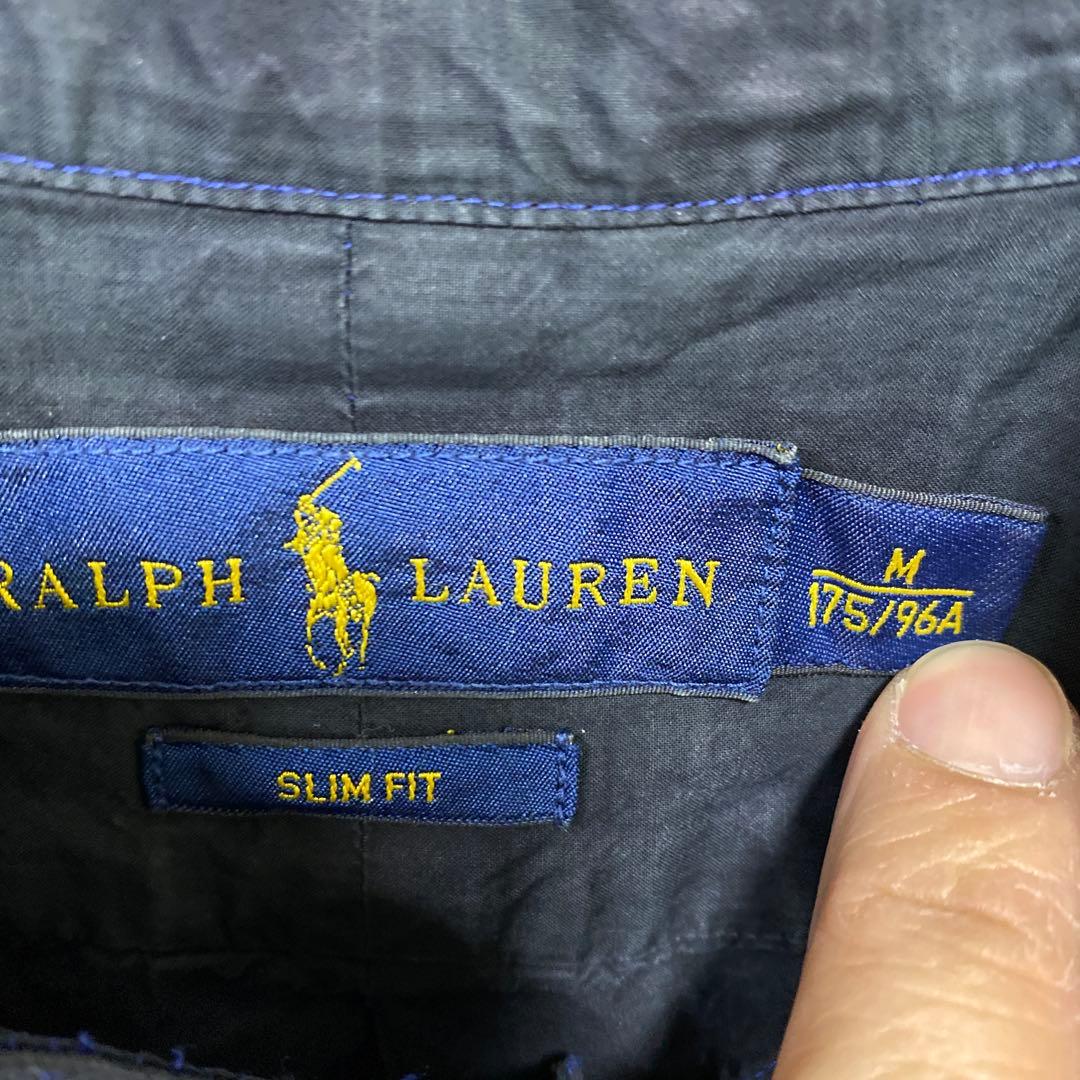 RALPH LAUREN
M
175/96A
SLIM FIT